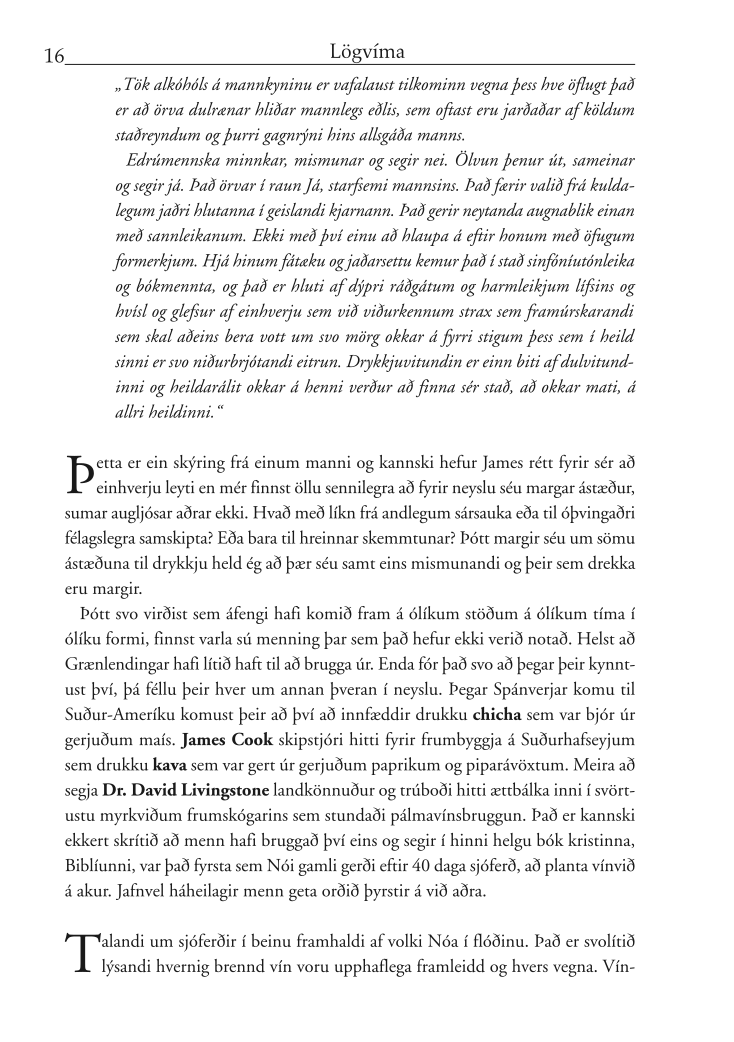 16
Lögvíma
„Tök alkóhóls á mannkyninu er vafalaust tilkominn vegna þess hve öflugt það
er að örva dulrænar hliðar mannlegs eðlis, sem oftast eru jarðaðar af köldum
staðreyndum og þurri gagnrýni hins allsgáða manns.
Edrúmennska minnkar, mismunar og segir nei. Ölvun þenur út, sameinar
og segir já. Það örvar í raun Já, starfsemi mannsins. Það færir valið frá kulda-
legum jaðri hlutanna í geislandi kjarnann. Það gerir neytanda augnablik einan
með sannleikanum. Ekki með því einu að hlaupa á eftir honum með öfugum
formerkjum. Hjá hinum fátæku og jaðarsettu kemur það í stað sinfóníutónleika
og bókmennta, og það er hluti af dýpri ráðgátum og harmleikjum lífsins og
hvísl og glefsur af einhverju sem við viðurkennum strax sem framúrskarandi
sem skal aðeins bera vott um svo mörg okkar á fyrri stigum þess sem í heild
sinni er svo niðurbrjótandi eitrun. Drykkjuvitundin er einn biti af dulvitund-
inni og heildarálit okkar á henni verður að finna sér stað, að okkar mati, á
allri heildinni.“
Þetta er ein skýring frá einum manni og kannski hefur James rétt fyrir sér að
einhverju leyti en mér finnst öllu sennilegra að fyrir neyslu séu margar ástæður,
sumar augljósar aðrar ekki. Hvað með líkn frá andlegum sársauka eða til óþvingaðri
félagslegra samskipta? Eða bara til hreinnar skemmtunar? Þótt margir séu um sömu
ástæðuna til drykkju held ég að þær séu samt eins mismunandi og þeir sem drekka
eru margir.
Þótt svo virðist sem áfengi hafi komið fram á ólíkum stöðum á ólíkum tíma í
ólíku formi, finnst varla sú menning þar sem það hefur ekki verið notað. Helst að
Grænlendingar hafi lítið haft til að brugga úr. Enda fór það svo að þegar þeir kynnt-
ust því, þá féllu þeir hver um annan þveran í neyslu. Þegar Spánverjar komu til
Suður-Ameríku komust þeir að því að innfæddir drukku chicha sem var bjór úr
gerjuðum maís. James Cook skipstjóri hitti fyrir frumbyggja á Suðurhafseyjum
sem drukku kava sem var gert úr gerjuðum paprikum og piparávöxtum. Meira að
segja Dr. David Livingstone landkönnuður og trúboði hitti ættbálka inni í svört-
ustu myrkviðum frumskógarins sem stundaði pálmavínsbruggun. Það er kannski
ekkert skrítið að menn hafi bruggað því eins og segir í hinni helgu bók kristinna,
Biblíunni, var það fyrsta sem Nói gamli gerði eftir 40 daga sjóferð, að planta vínvið
á akur. Jafnvel háheilagir menn geta orðið þyrstir á við aðra.
Talandi um sjóferðir í beinu framhaldi af volki Nóa í flóðinu. Það er svolítið
lýsandi hvernig brennd vín voru upphaflega framleidd og hvers vegna. Vín-